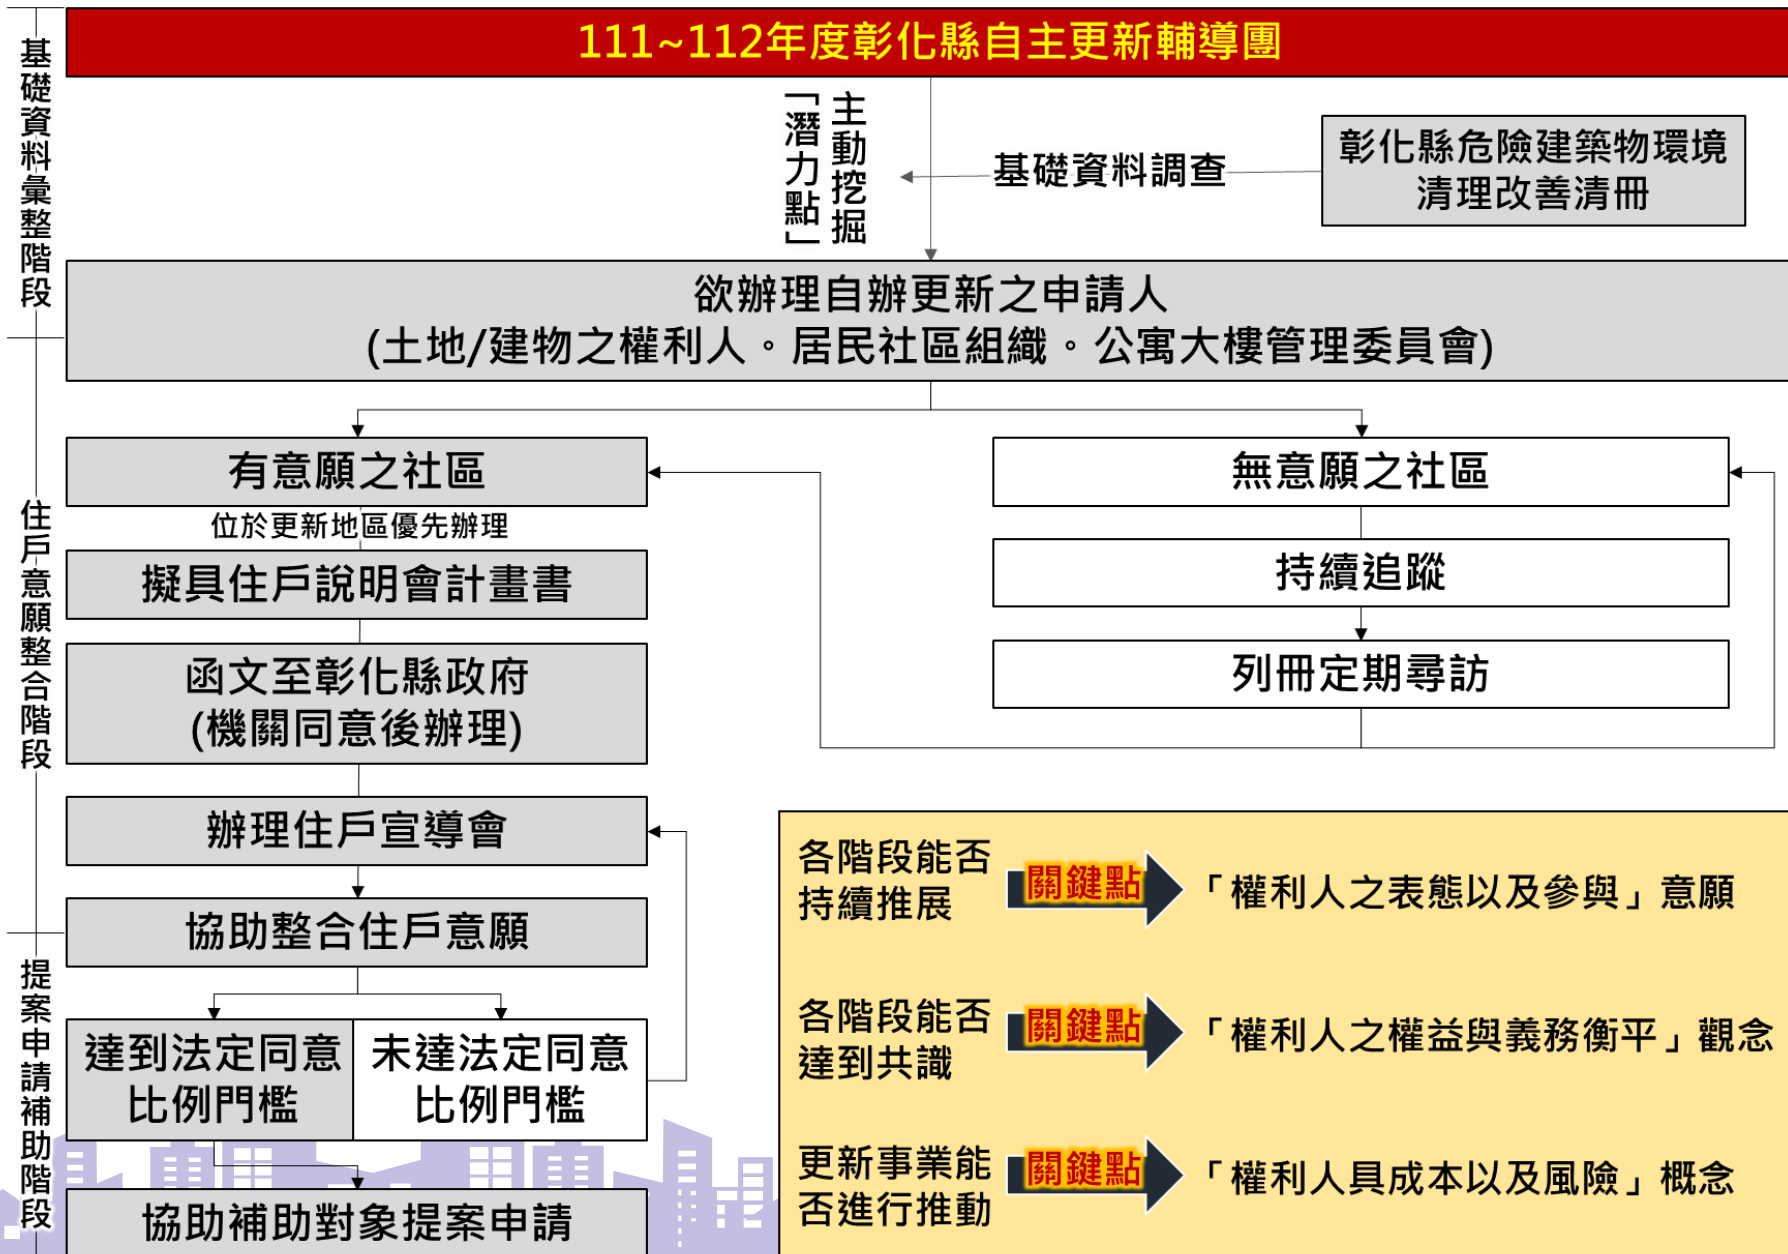 111~112年度彰化縣自主更新輔導團
基礎資料彙整階段
主動挖掘
「潛力點」
基礎資料調查
彰化縣危險建築物環境
清理改善清冊
欲辦理自辦更新之申請人
(土地/建物之權利人。居民社區組織。公寓大樓管理委員會)
住戶意願整合階段
有意願之社區
位於更新地區優先辦理
擬具住戶說明會計畫書
函文至彰化縣政府
(機關同意後辦理)
辦理住戶宣導會
協助整合住戶意願
無意願之社區
持續追蹤
列冊定期尋訪
提案申請補助階段
達到法定同意
比例門檻
未達法定同意
比例門檻
協助補助對象提案申請
各階段能否
持續推展
關鍵點
「權利人之表態以及參與」意願
各階段能否
達到共識
關鍵點
「權利人之權益與義務衡平」觀念
更新事業能
否進行推動
關鍵點
「權利人具成本以及風險」概念